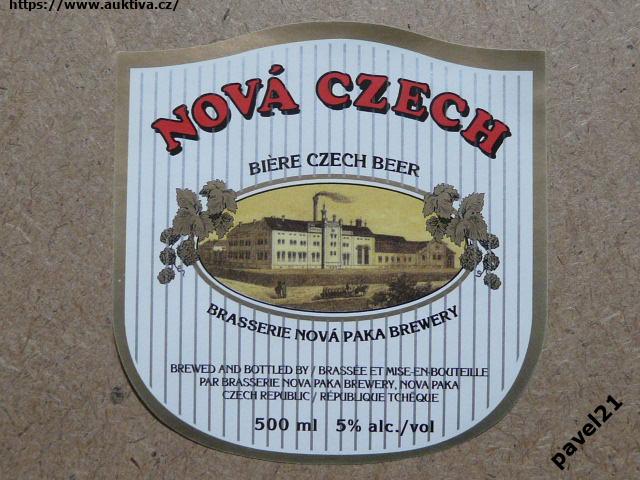 https://www.auktiva.cz/
NOVÁ CZECH
BIÈRE CZECH BEER
BRASSERIE NOVÁ PAKA BREWERY
BREWED AND BOTTLED BY / BRASSÉE ET MISE-EN-BOUTEILLE
PAR BRASSERIE NOVA PAKA BREWERY, NOVA PAKA
CZECH REPUBLIC / RÉPUBLIQUE TCHÈQUE
500 ml 5% alc./vol
pavel21